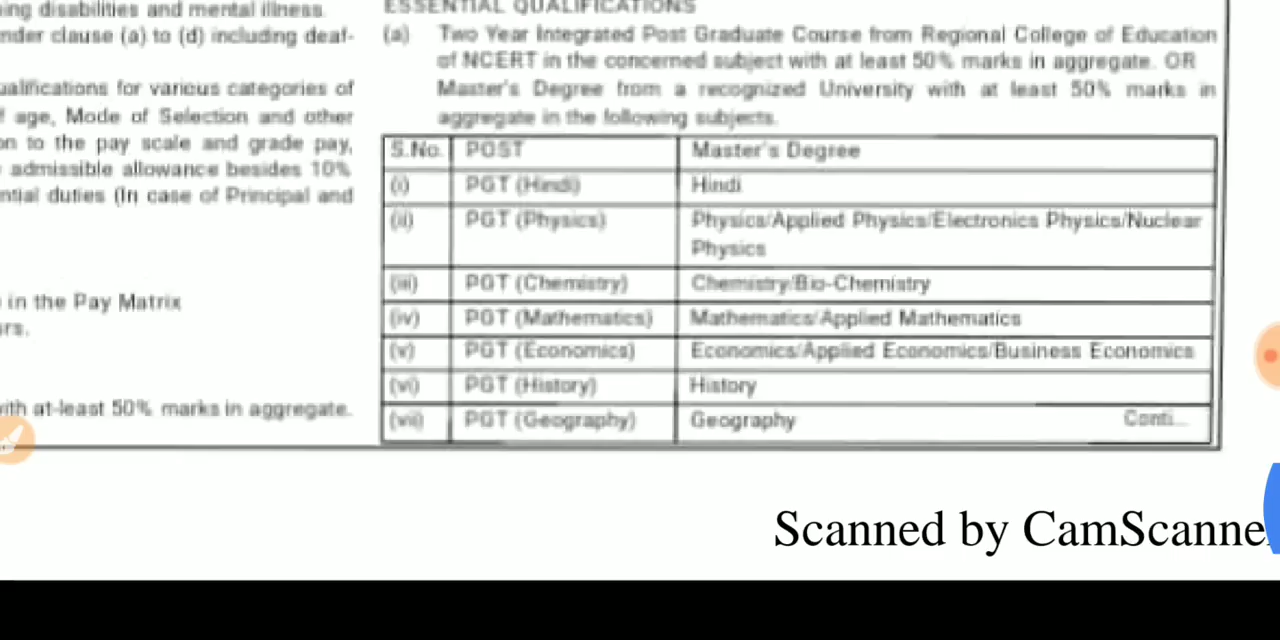 ing disabilities and mental illness.
nder clause (a) to (d) including deaf-
ualifications for various categories of
f age, Mode of Selection and other
on to the pay scale and grade pay,
admissible allowance besides 10%
ntial duties (In case of Principal and
in the Pay Matrix
rs.
with at-least 50% marks in aggregate.
ESSENTIAL QUALIFICATIONS
(a) Two Year Integrated Post Graduate Course from Regional College of Education
of NCERT in the concerned subject with at least 50% marks in aggregate. OR
Master's Degree from a recognized University with at least 50% marks in
aggregate in the following subjects.
S.No. POST Master's Degree
(i) PGT (Hindi) Hindi
(ii) PGT (Physics) Physics/Applied Physics/Electronics Physics/Nuclear
Physics
(iii) PGT (Chemistry) Chemistry/Bio-Chemistry
(iv) PGT (Mathematics) Mathematics/Applied Mathematics
(v) PGT (Economics) Economics/Applied Economics/Business Economics
(vi) PGT (History) History
(vii) PGT (Geography) Geography Conti...
Scanned by CamScanne